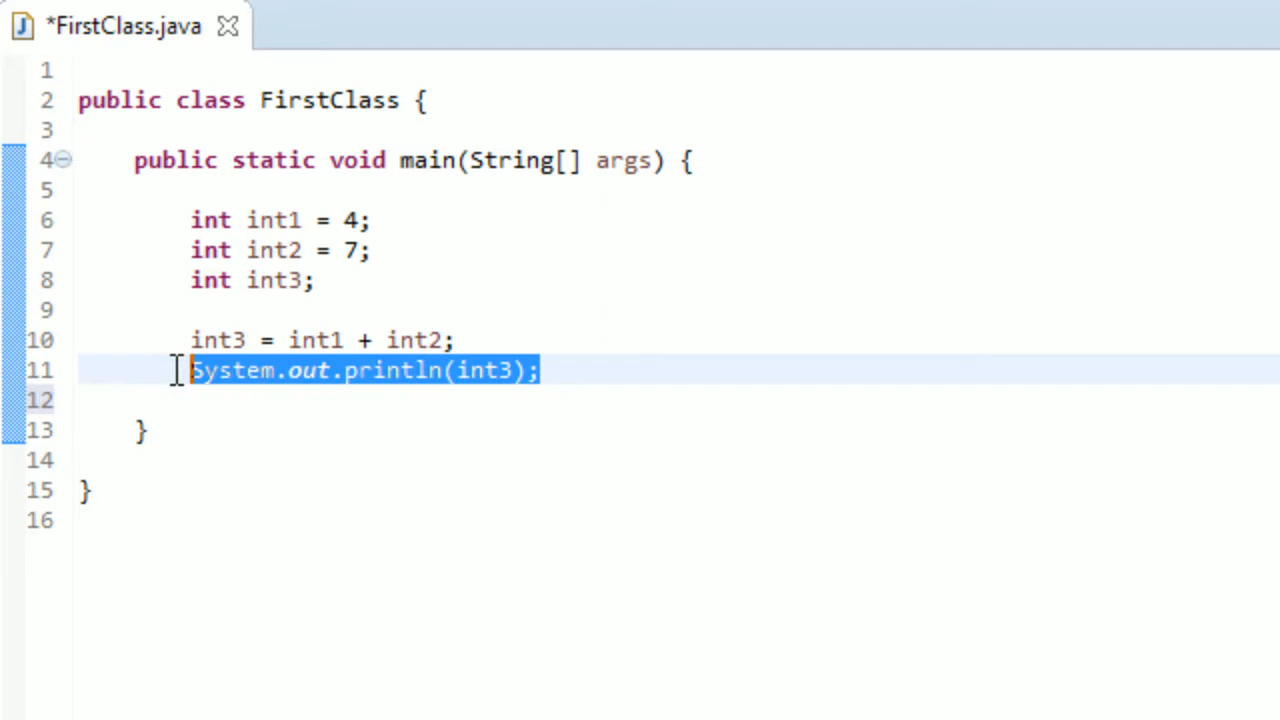 *FirstClass.java
1
2 public class FirstClass {
3
4 public static void main(String[] args) {
5
6 int int1 = 4;
7 int int2 = 7;
8 int int3;
9
10 int3 = int1 + int2;
11 System.out.println(int3);
12
13 }
14
15 }
16